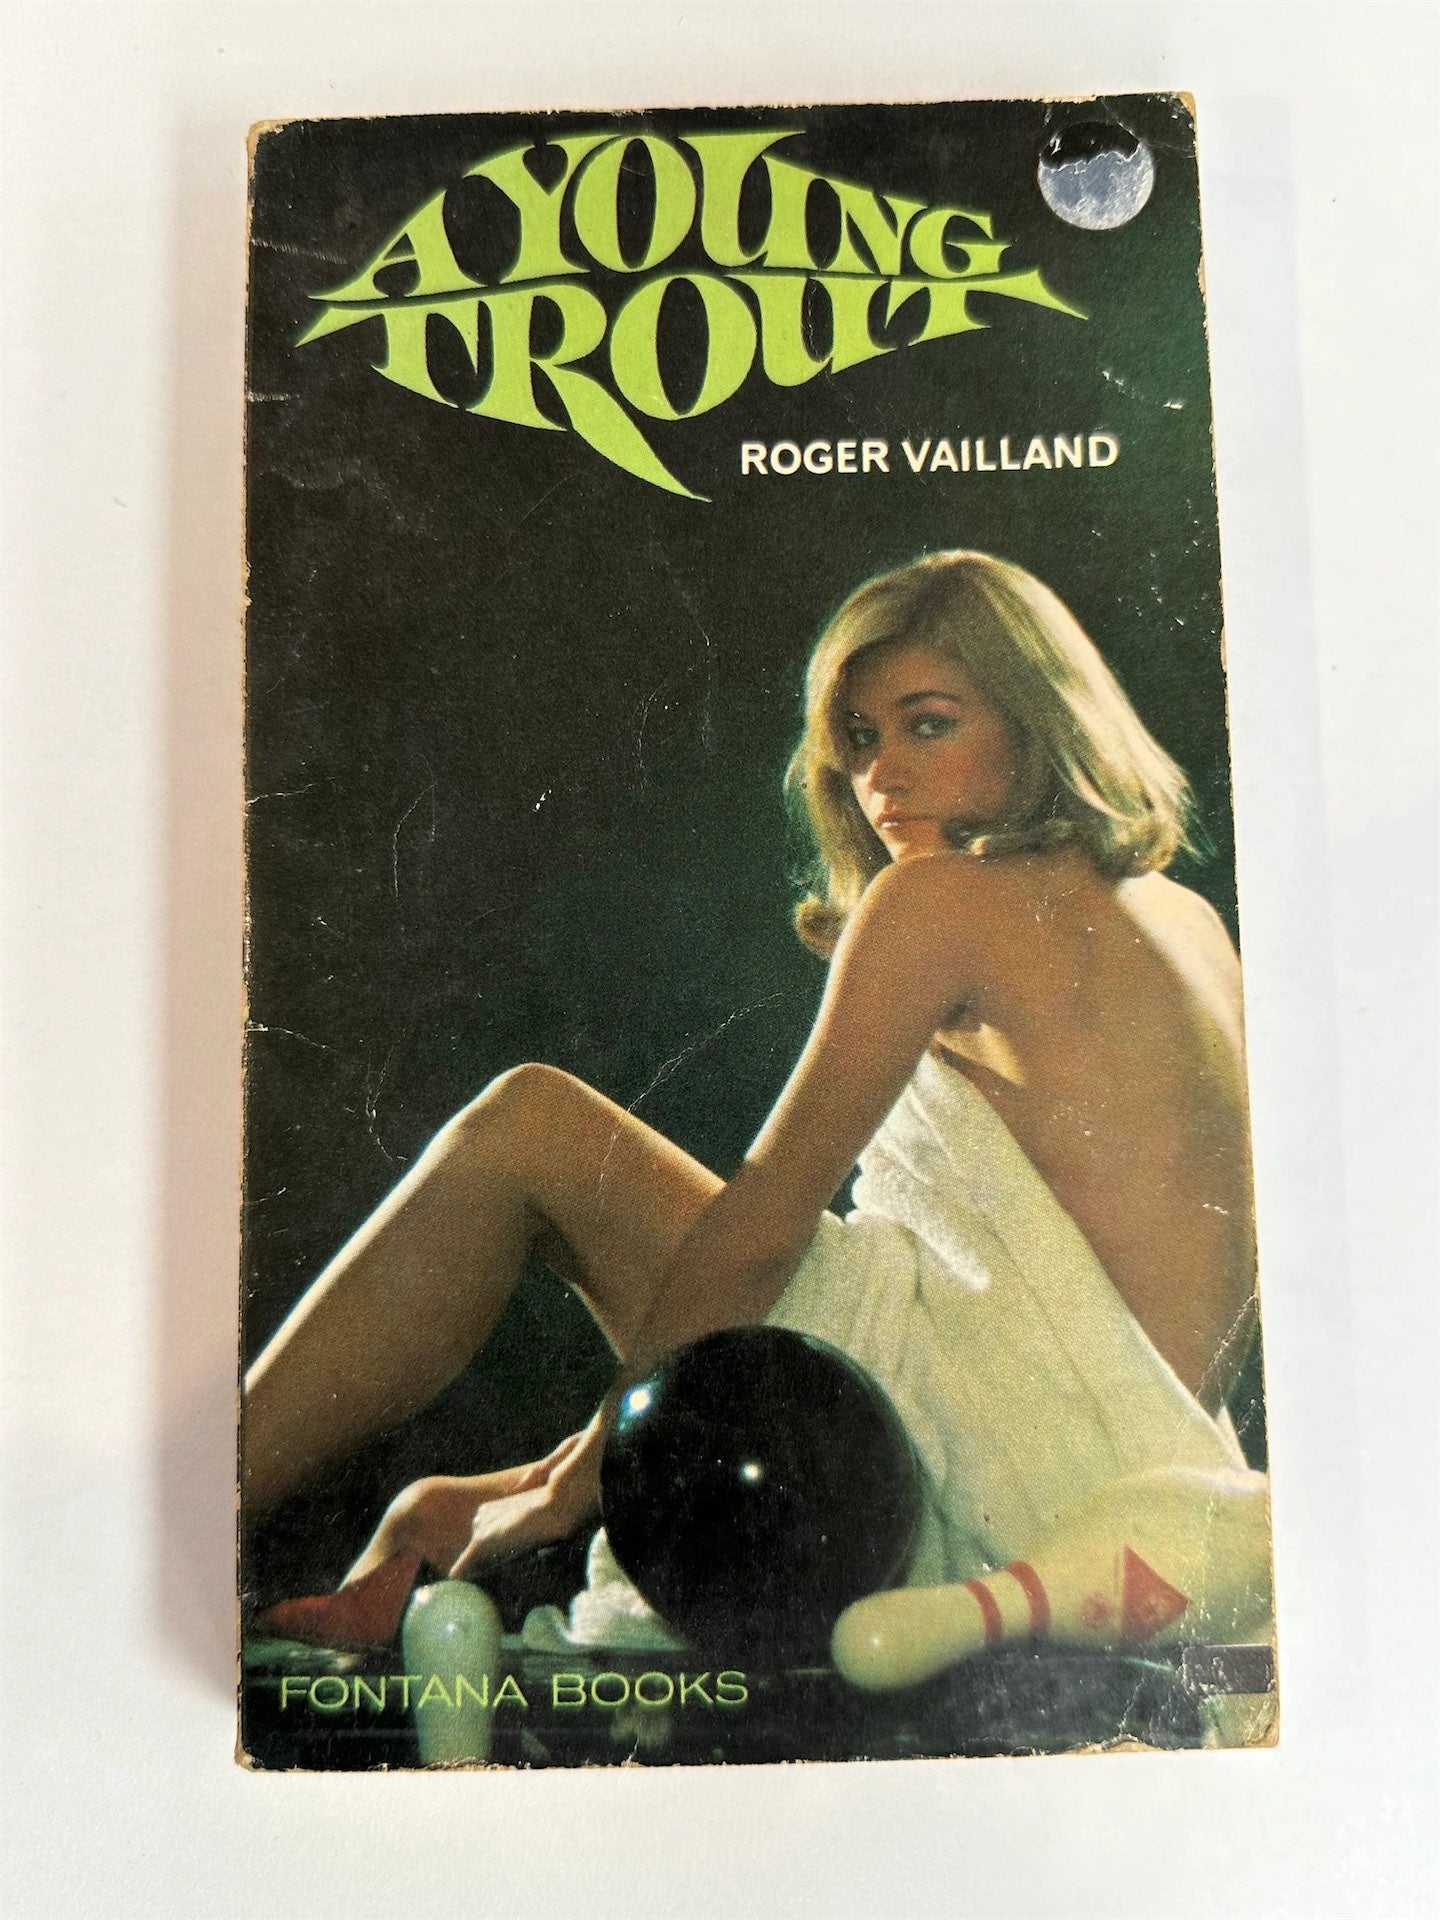 A YOUNG
TROUT
ROGER VAILLAND
FONTANA BOOKS